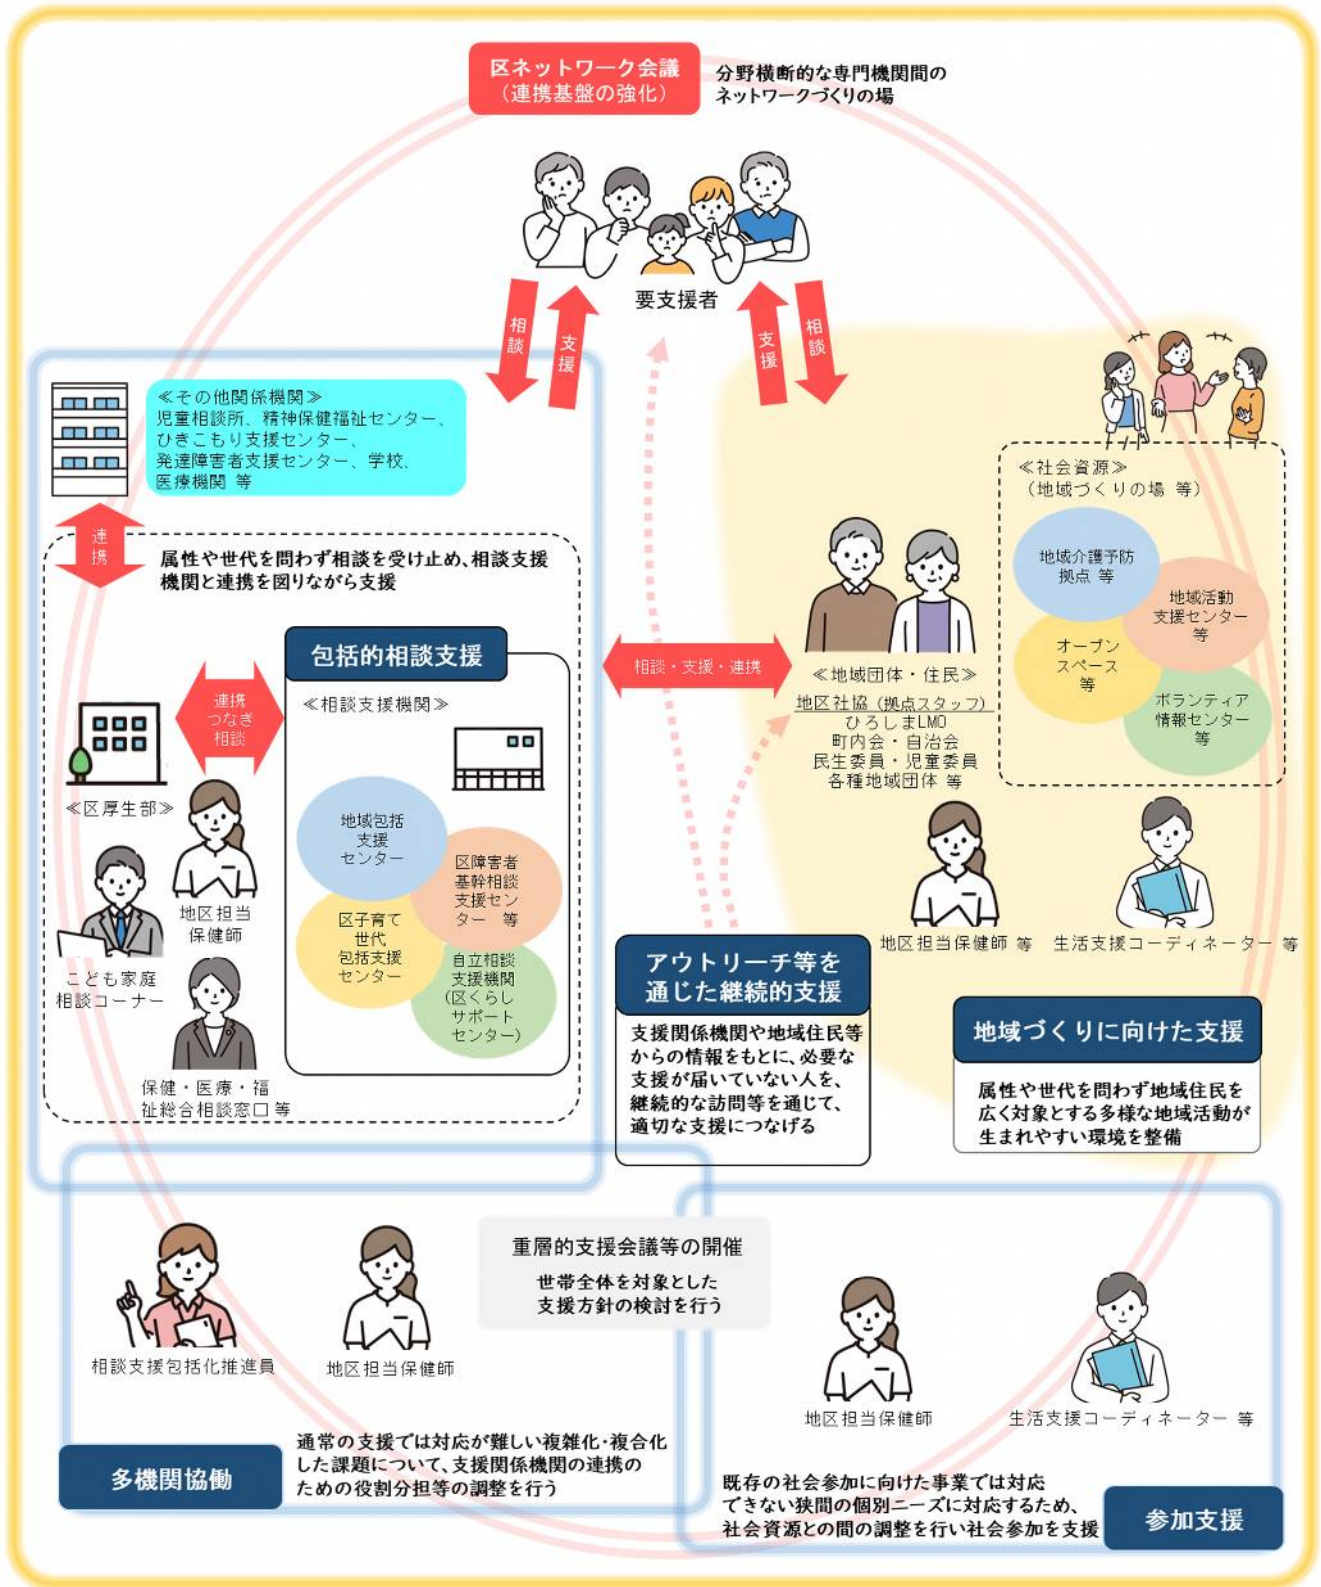 区ネットワーク会議
（連携基盤の強化）
分野横断的な専門機関間の
ネットワークづくりの場
要支援者
相談
支援
支援
相談
≪その他関係機関≫
児童相談所、精神保健福祉センター、
ひきこもり支援センター、
発達障害者支援センター、学校、
医療機関 等
連携
属性や世代を問わず相談を受け止め、相談支援
機関と連携を図りながら支援
包括的相談支援
≪相談支援機関≫
連携
つなぎ
相談
≪区厚生部≫
地区担当
保健師
こども家庭
相談コーナー
保健・医療・福
祉総合相談窓口 等
地域包括
支援
センター
区障害者
基幹相談
支援セン
ター 等
区子育て
世代
包括支援
センター
自立相談
支援機関
(区くらし
サポート
センター)
相談・支援・連携
≪社会資源≫
（地域づくりの場 等）
地域介護予防
拠点 等
地域活動
支援センター
等
オープン
スペース
等
ボランティア
情報センター
等
≪地域団体・住民≫
地区社協（拠点スタッフ）
ひろしまLMO
町内会・自治会
民生委員・児童委員
各種地域団体 等
地区担当保健師 等
生活支援コーディネーター 等
アウトリーチ等を
通じた継続的支援
支援関係機関や地域住民等
からの情報をもとに、必要な
支援が届いていない人を、
継続的な訪問等を通じて、
適切な支援につなげる
地域づくりに向けた支援
属性や世代を問わず地域住民を
広く対象とする多様な地域活動が
生まれやすい環境を整備
重層的支援会議等の開催
世帯全体を対象とした
支援方針の検討を行う
相談支援包括化推進員
地区担当保健師
多機関協働
通常の支援では対応が難しい複雑化・複合化
した課題について、支援関係機関の連携の
ための役割分担等の調整を行う
地区担当保健師
生活支援コーディネーター 等
既存の社会参加に向けた事業では対応
できない狭間の個別ニーズに対応するため、
社会資源との間の調整を行い社会参加を支援
参加支援